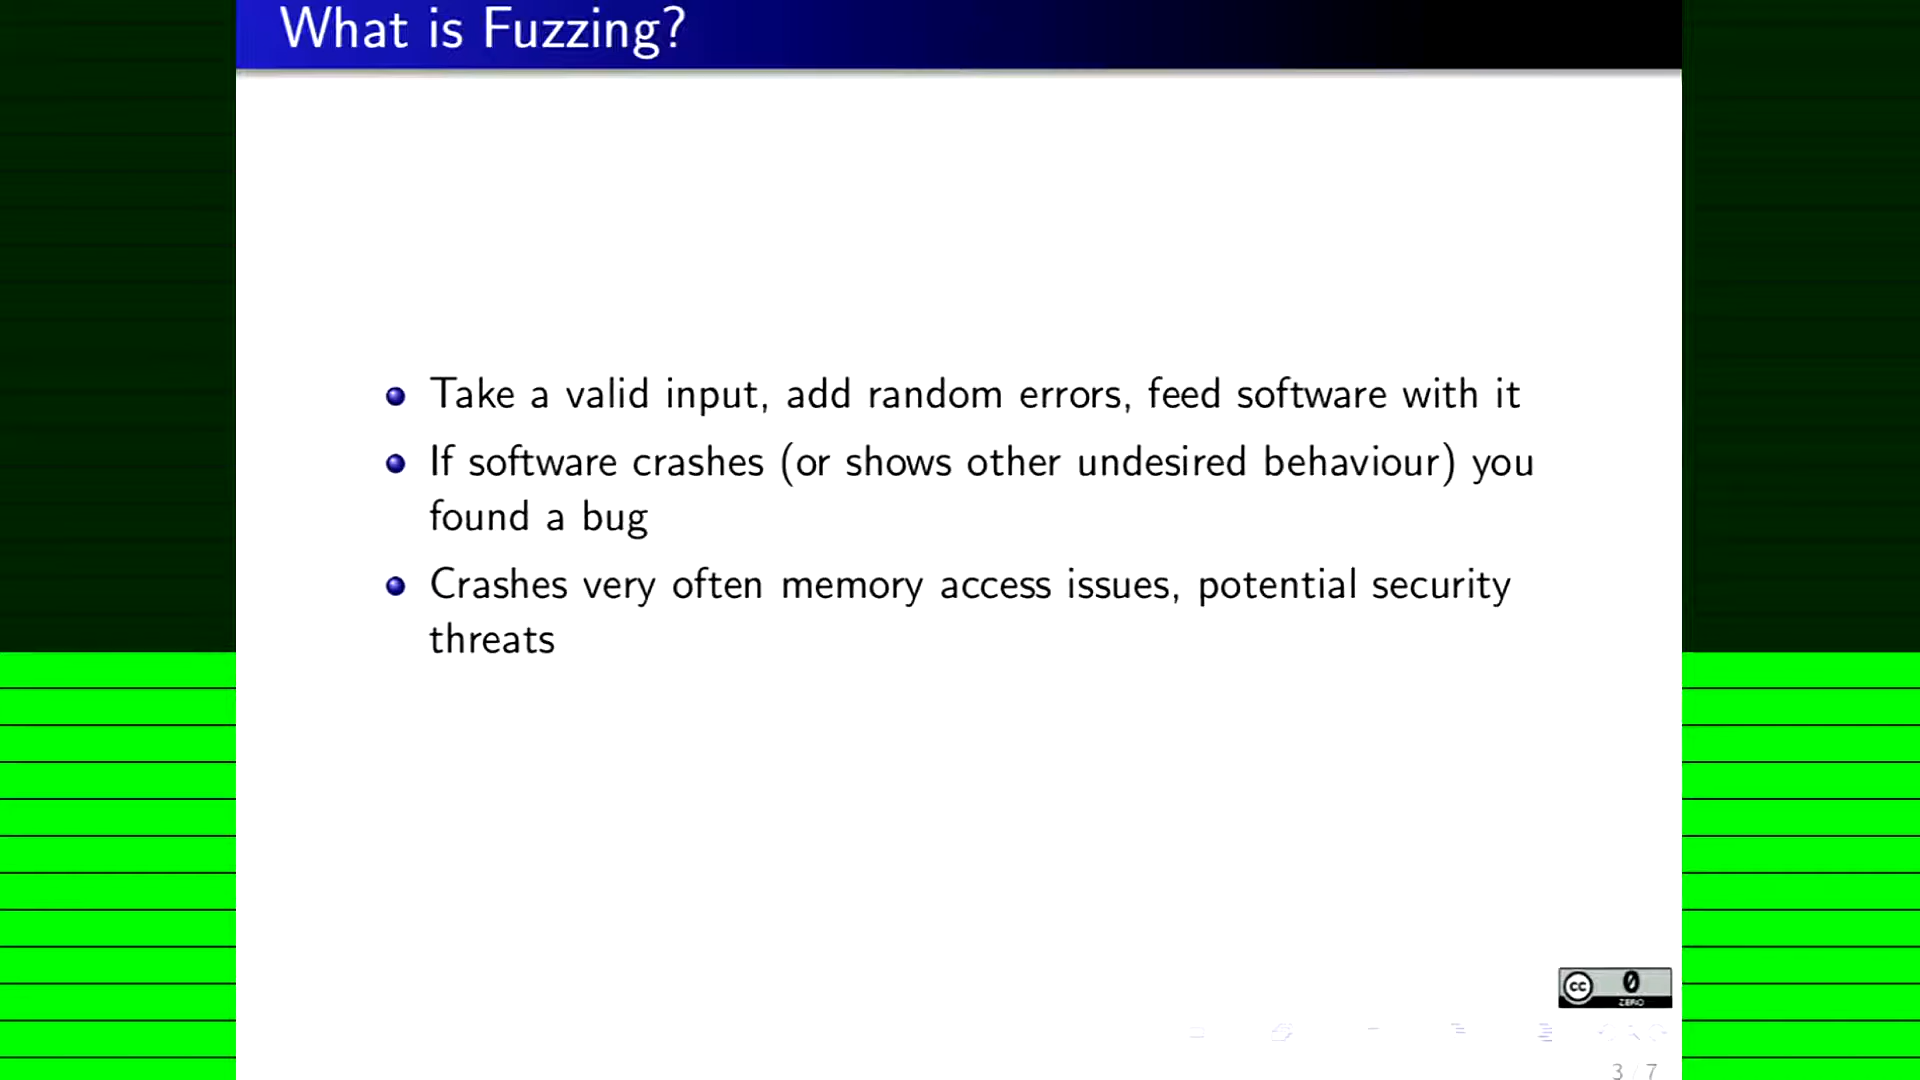 What is Fuzzing?
Take a valid input, add random errors, feed software with it
If software crashes (or shows other undesired behaviour) you
found a bug
Crashes very often memory access issues, potential security
threats
cc 0
ZERO
3 / 7